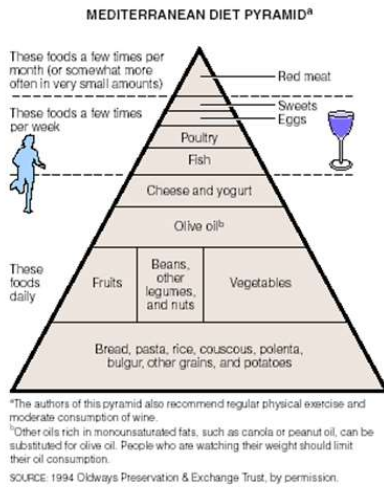 MEDITERRANEAN DIET PYRAMIDa
These foods a few times per
month (or somewhat more
often in very small amounts)
Red meat
These foods a few times
per week
Sweets
Eggs
Poultry
Fish
Cheese and yogurt
Olive oilb
These
foods
daily
Fruits
Beans,
other
legumes,
and nuts
Vegetables
Bread, pasta, rice, couscous, polenta,
bulgur, other grains, and potatoes
aThe authors of this pyramid also recommend regular physical exercise and
moderate consumption of wine.
bOther oils rich in monounsaturated fats, such as canola or peanut oil, can be
substituted for olive oil. People who are watching their weight should limit
their oil consumption.
SOURCE: 1994 Oldways Preservation & Exchange Trust, by permission.